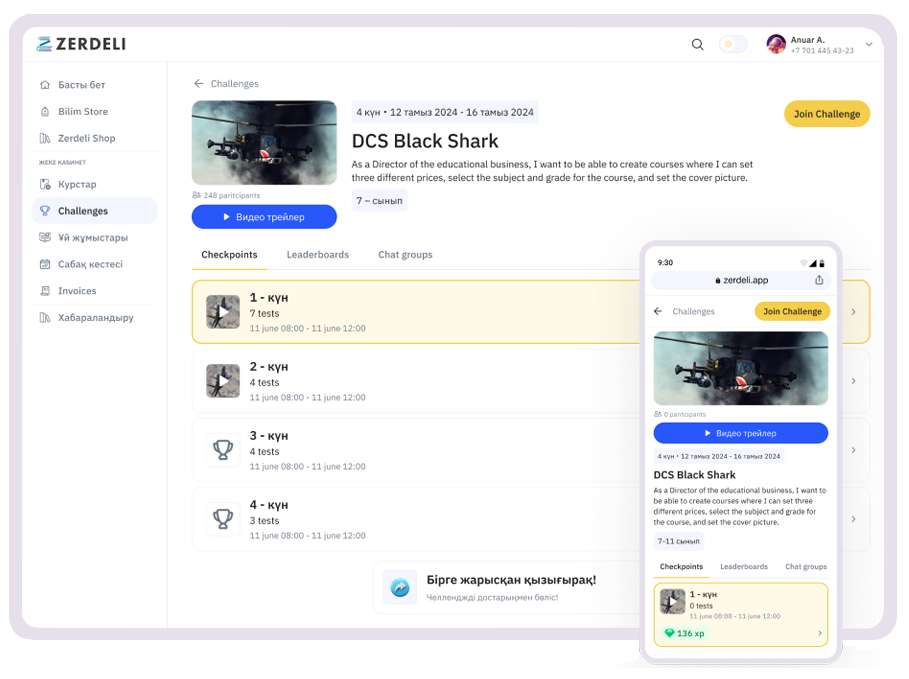 ZERDELI
Anuar A.
+7 701 445 43-23
Басты бет
Bilim Store
Zerdeli Shop
ЖЕКЕ КАБИНЕТ
Курстар
Challenges
Үй жұмыстары
Сабақ кестесі
Invoices
Хабараландыру
Challenges
248 paritcipants
Видео трейлер
4 күн • 12 тамыз 2024 - 16 тамыз 2024
DCS Black Shark
As a Director of the educational business, I want to be able to create courses where I can set
three different prices, select the subject and grade for the course, and set the cover picture.
7 – сынып
Join Challenge
Checkpoints
Leaderboards
Chat groups
1 - күн
7 tests
11 june 08:00 - 11 june 12:00
2 - күн
4 tests
11 june 08:00 - 11 june 12:00
3 - күн
4 tests
11 june 08:00 - 11 june 12:00
4 - күн
3 tests
11 june 08:00 - 11 june 12:00
Бірге жарысқан қызығырақ!
Челленджді достарыңмен бөліс!
9:30
zerdeli.app
Challenges
Join Challenge
0 paritcipants
Видео трейлер
4 күн • 12 тамыз 2024 - 16 тамыз 2024
DCS Black Shark
As a Director of the educational business, I want to
be able to create courses where I can set three
different prices, select the subject and grade for
the course, and set the cover picture.
7-11 сынып
Checkpoints
Leaderboards
Chat groups
1 - күн
0 tests
11 june 08:00 - 11 june 12:00
136 xp